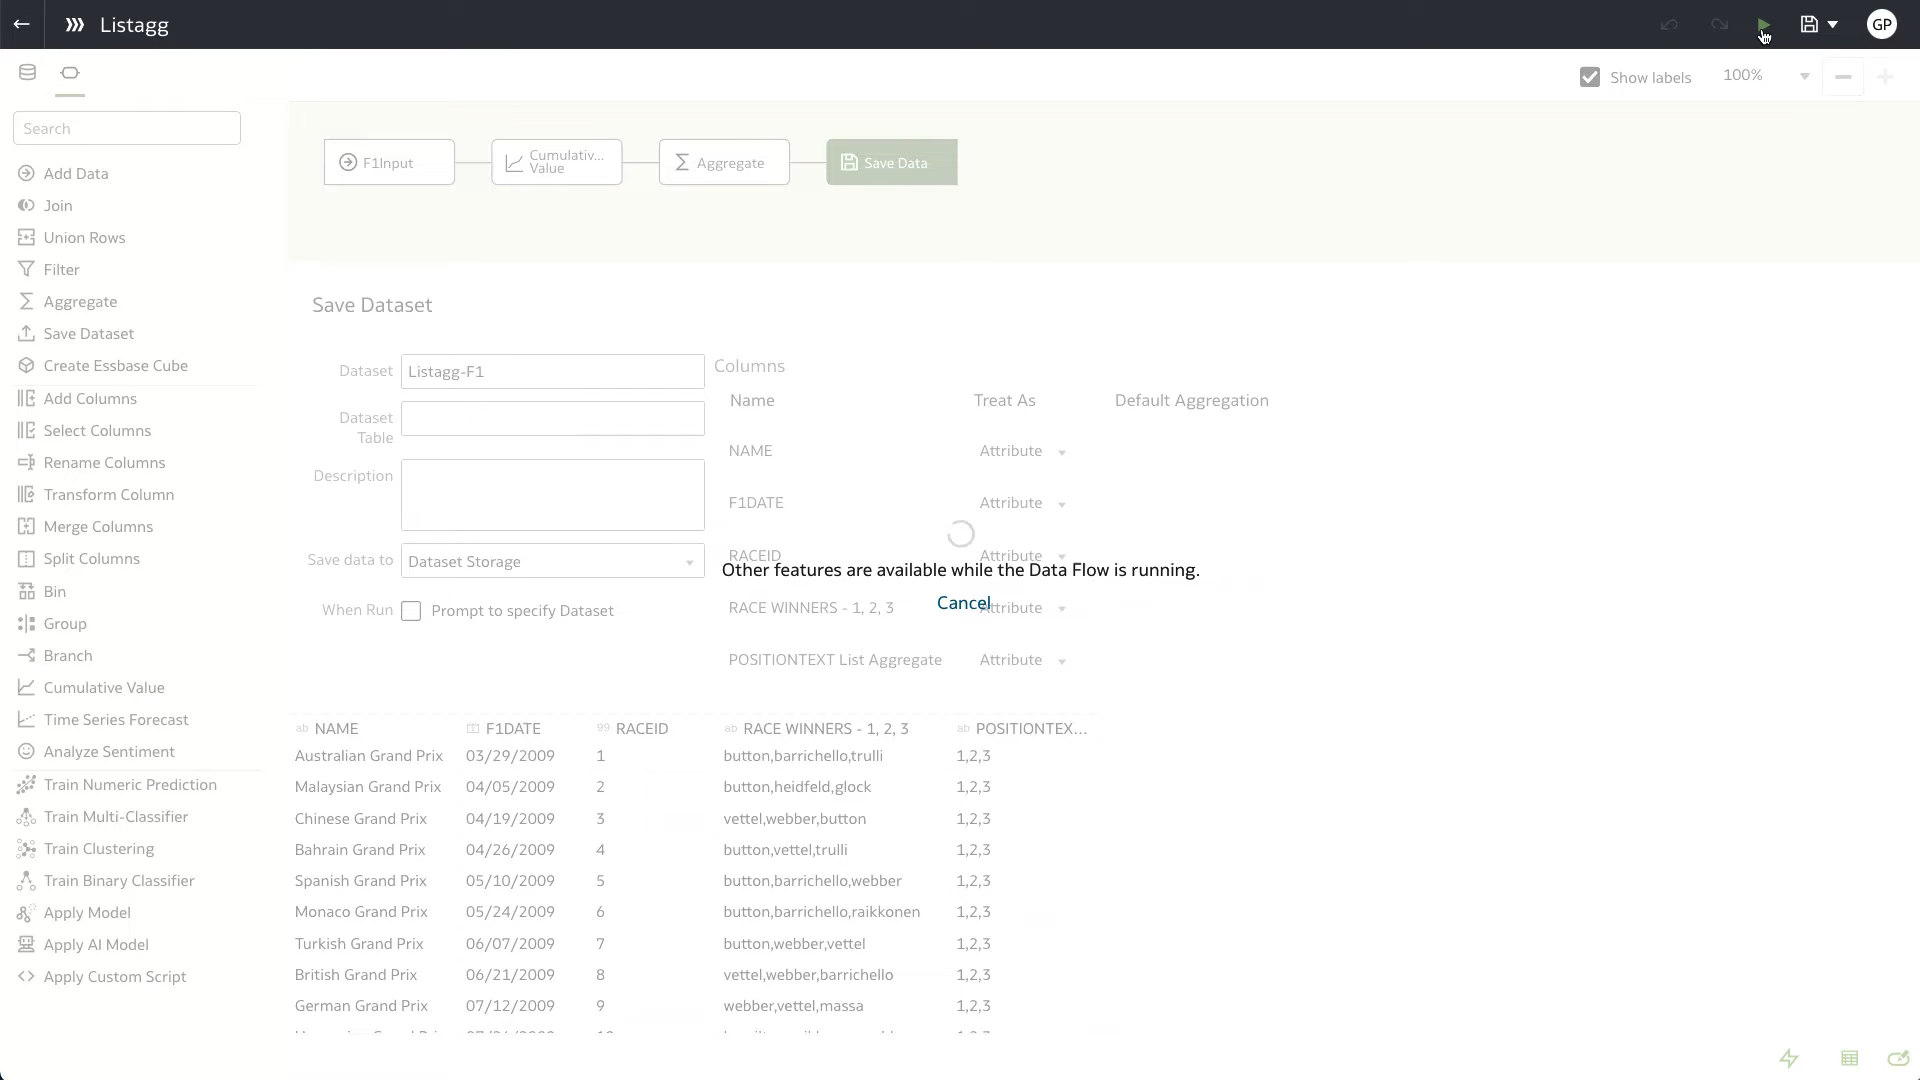 Listagg
GP
Show labels
100%
Search
Add Data
Join
Union Rows
Filter
Aggregate
Save Dataset
Create Essbase Cube
Add Columns
Select Columns
Rename Columns
Transform Column
Merge Columns
Split Columns
Bin
Group
Branch
Cumulative Value
Time Series Forecast
Analyze Sentiment
Train Numeric Prediction
Train Multi-Classifier
Train Clustering
Train Binary Classifier
Apply Model
Apply AI Model
Apply Custom Script
F1Input
Cumulativ...
Value
Aggregate
Save Data
Save Dataset
Dataset
Listagg-F1
Dataset
Table
Description
Save data to
Dataset Storage
When Run
Prompt to specify Dataset
Columns
Name Treat As Default Aggregation
NAME Attribute
F1DATE Attribute
RACEID Attribute
Other features are available while the Data Flow is running.
Cancel
RACE WINNERS - 1, 2, 3 Attribute
POSITIONTEXT List Aggregate Attribute
ab NAME F1DATE 99 RACEID ab RACE WINNERS - 1, 2, 3 ab POSITIONTEX...
Australian Grand Prix 03/29/2009 1 button,barrichello,trulli 1,2,3
Malaysian Grand Prix 04/05/2009 2 button,heidfeld,glock 1,2,3
Chinese Grand Prix 04/19/2009 3 vettel,webber,button 1,2,3
Bahrain Grand Prix 04/26/2009 4 button,vettel,trulli 1,2,3
Spanish Grand Prix 05/10/2009 5 button,barrichello,webber 1,2,3
Monaco Grand Prix 05/24/2009 6 button,barrichello,raikkonen 1,2,3
Turkish Grand Prix 06/07/2009 7 button,webber,vettel 1,2,3
British Grand Prix 06/21/2009 8 vettel,webber,barrichello 1,2,3
German Grand Prix 07/12/2009 9 webber,vettel,massa 1,2,3